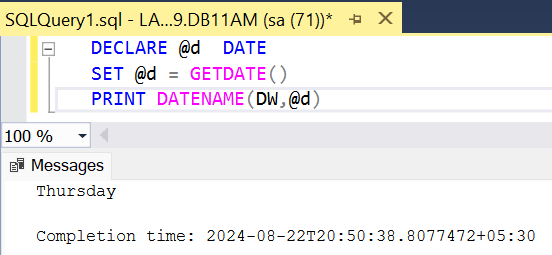 SQLQuery1.sql - LA...9.DB11AM (sa (71))*
DECLARE @d  DATE
SET @d = GETDATE()
PRINT DATENAME(DW,@d)
100 %
Messages
Thursday
Completion time: 2024-08-22T20:50:38.8077472+05:30